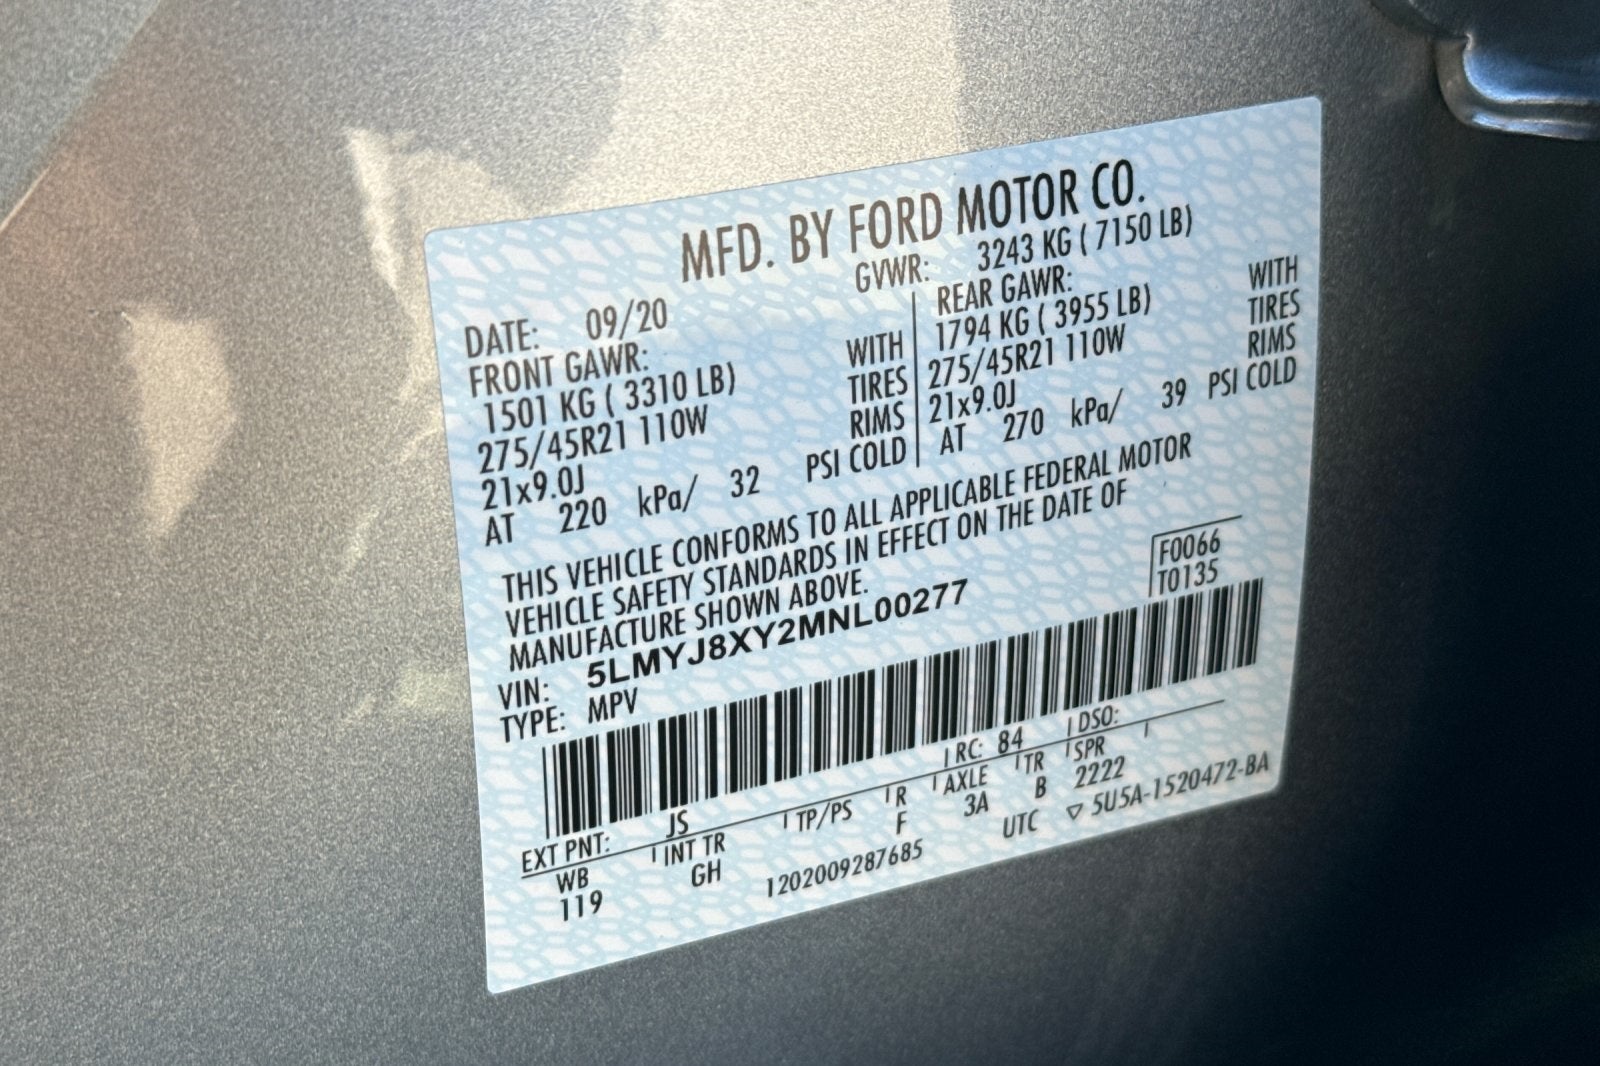 MFD. BY FORD MOTOR CO.
DATE: 09/20 GVWR: 3243 KG ( 7150 LB)
FRONT GAWR:
1501 KG ( 3310 LB) WITH
275/45R21 110W TIRES
21x9.0J RIMS
AT 220 kPa/ 32 PSI COLD
REAR GAWR:
1794 KG ( 3955 LB) WITH
275/45R21 110W TIRES
21x9.0J RIMS
AT 270 kPa/ 39 PSI COLD
THIS VEHICLE CONFORMS TO ALL APPLICABLE FEDERAL MOTOR
VEHICLE SAFETY STANDARDS IN EFFECT ON THE DATE OF
MANUFACTURE SHOWN ABOVE.
F0066
T0135
VIN: 5LMYJ8XY2MNL00277
TYPE: MPV
EXT PNT: JS RC: 84 DSO:
WB INT TR TP/PS R AXLE TR SPR
119 GH F 3A B 2222
1202009287685 UTC ▽ 5U5A-1520472-BA